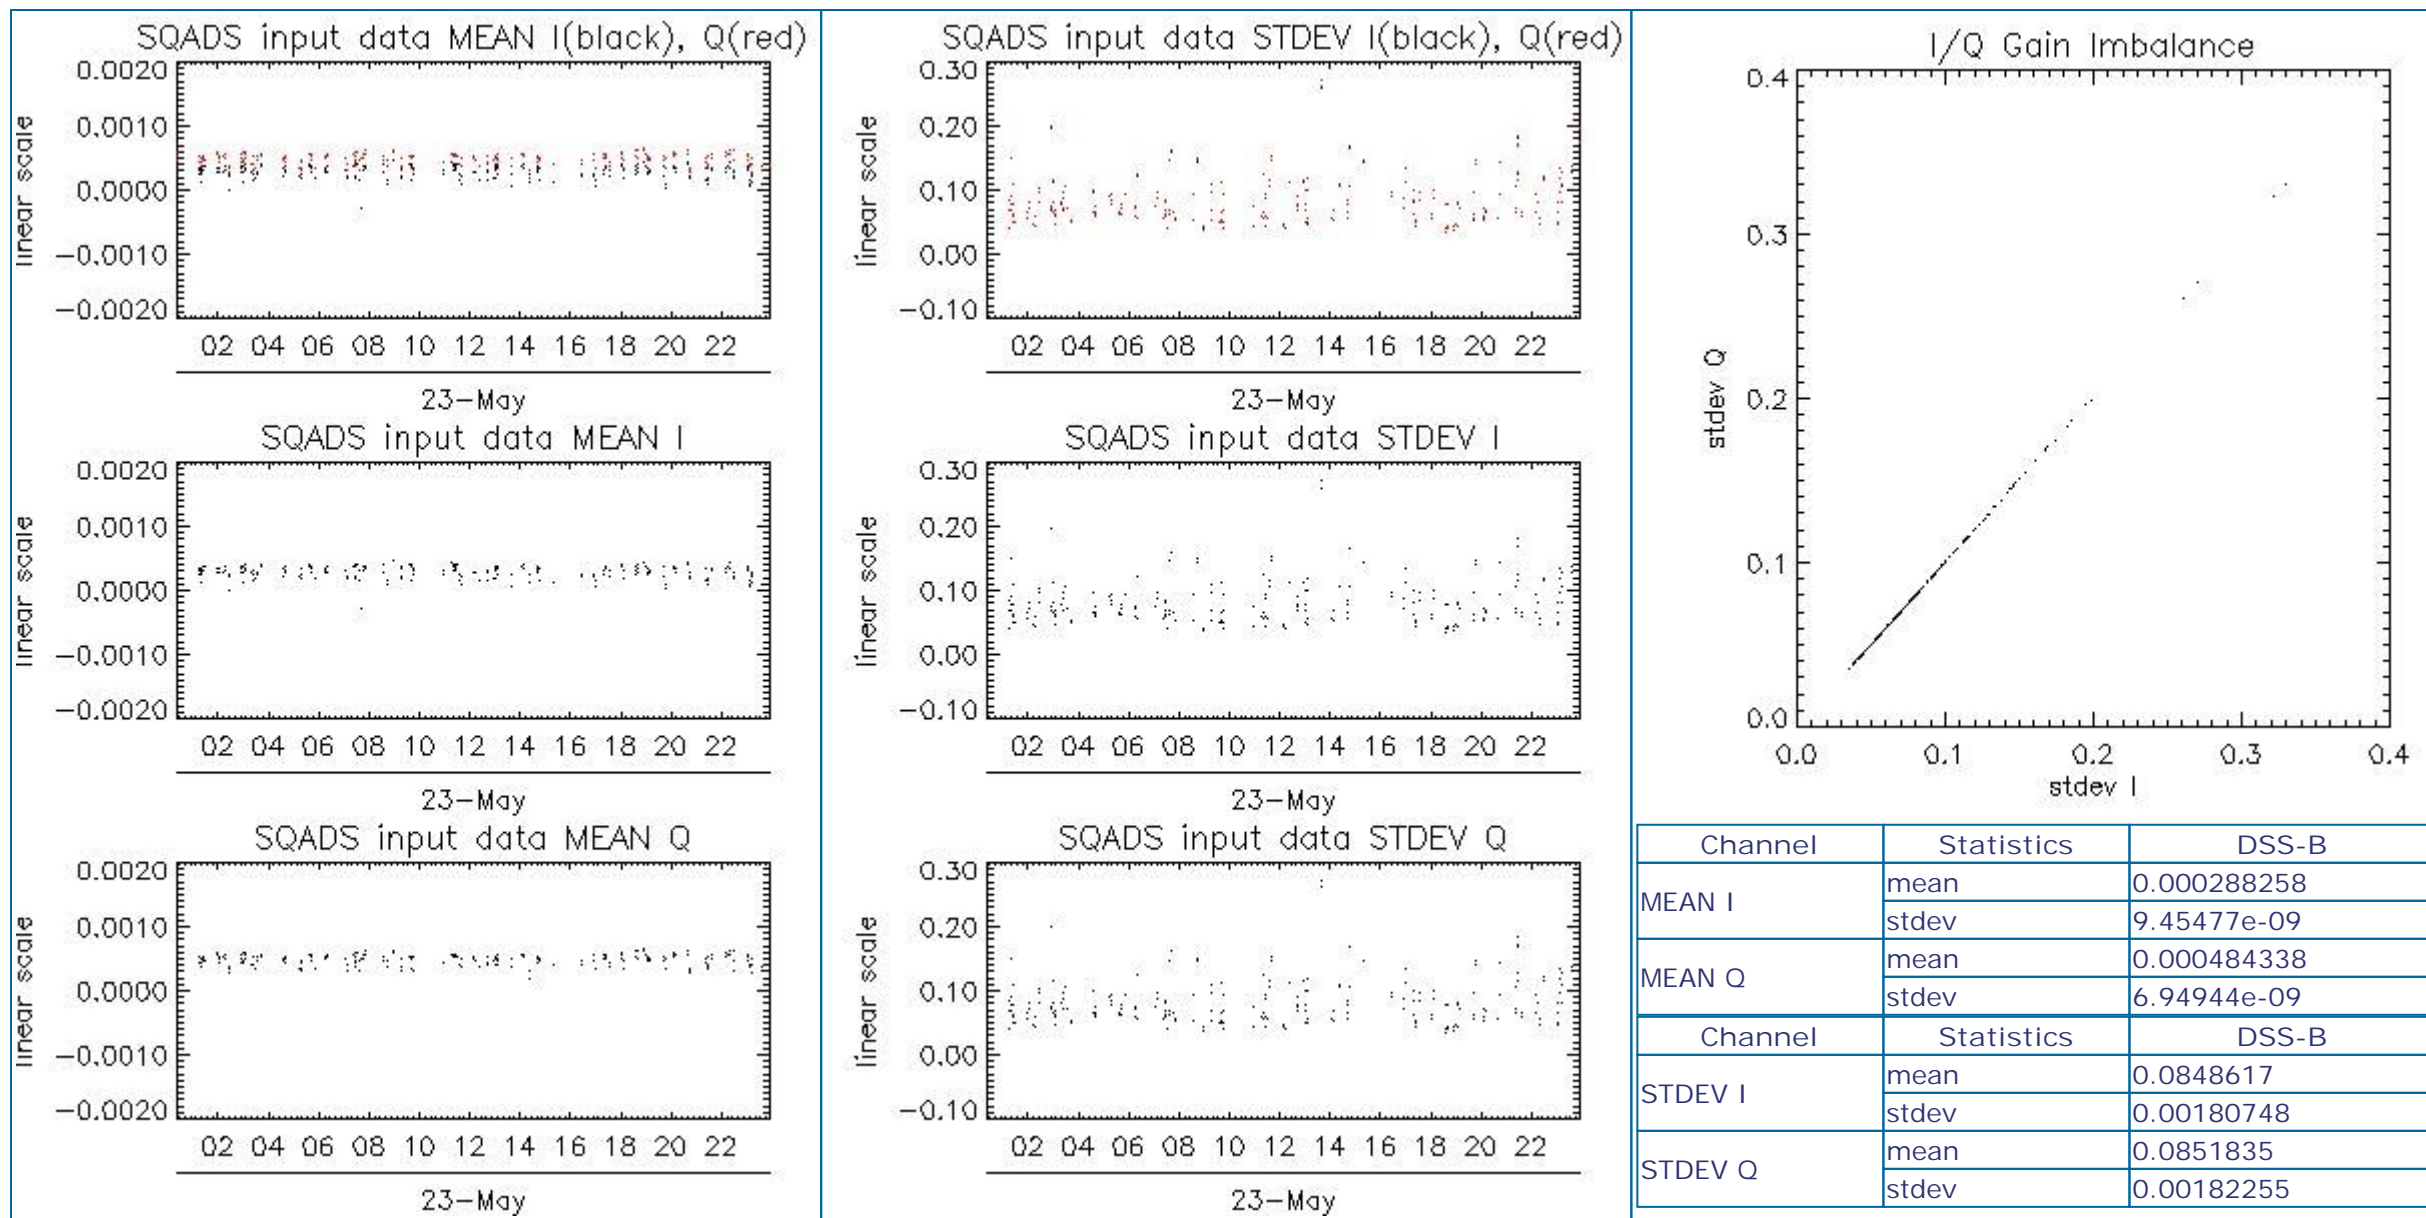 SQADS input data MEAN I(black), Q(red)
0.0020
0.0010
0.0000
−0.0010
−0.0020
linear scale
02 04 06 08 10 12 14 16 18 20 22
23−May
SQADS input data MEAN I
0.0020
0.0010
0.0000
−0.0010
−0.0020
linear scale
02 04 06 08 10 12 14 16 18 20 22
23−May
SQADS input data MEAN Q
0.0020
0.0010
0.0000
−0.0010
−0.0020
linear scale
02 04 06 08 10 12 14 16 18 20 22
23−May
SQADS input data STDEV I(black), Q(red)
0.30
0.20
0.10
0.00
−0.10
linear scale
02 04 06 08 10 12 14 16 18 20 22
23−May
SQADS input data STDEV I
0.30
0.20
0.10
0.00
−0.10
linear scale
02 04 06 08 10 12 14 16 18 20 22
23−May
SQADS input data STDEV Q
0.30
0.20
0.10
0.00
−0.10
linear scale
02 04 06 08 10 12 14 16 18 20 22
23−May
I/Q Gain Imbalance
0.4
0.3
0.2
0.1
0.0
stdev Q
0.0 0.1 0.2 0.3 0.4
stdev I
Channel Statistics DSS-B
MEAN I mean 0.000288258
stdev 9.45477e-09
MEAN Q mean 0.000484338
stdev 6.94944e-09
Channel Statistics DSS-B
STDEV I mean 0.0848617
stdev 0.00180748
STDEV Q mean 0.0851835
stdev 0.00182255